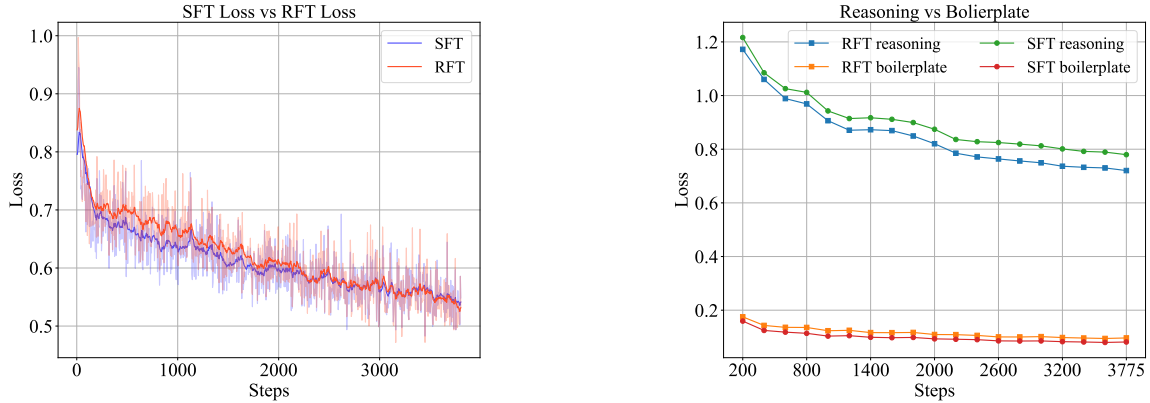 SFT Loss vs RFT Loss
1.0
0.9
0.8
0.7
0.6
0.5
Loss
SFT
RFT
0
1000
2000
3000
Steps
Reasoning vs Bolierplate
1.2
1.0
0.8
0.6
0.4
0.2
Loss
RFT reasoning
RFT boilerplate
SFT reasoning
SFT boilerplate
200
800
1400
2000
2600
3200
3775
Steps